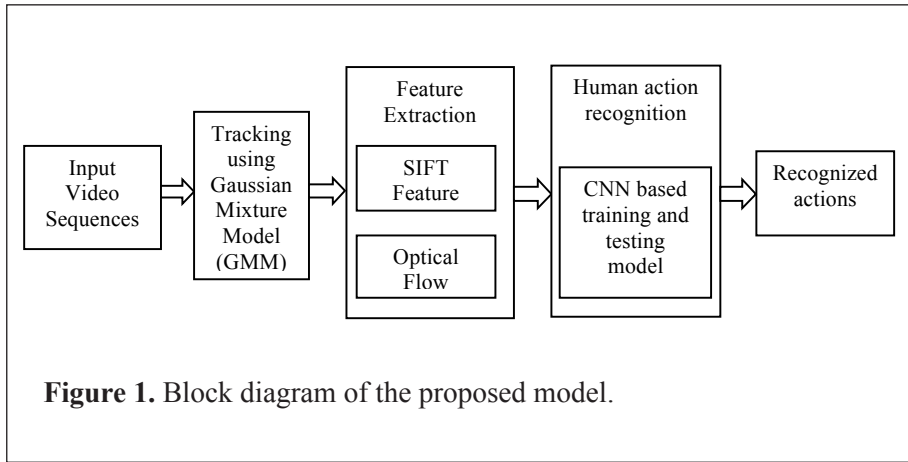 Input
Video
Sequences
Tracking
using
Gaussian
Mixture
Model
(GMM)
Feature
Extraction
SIFT
Feature
Optical
Flow
Human action
recognition
CNN based
training and
testing
model
Recognized
actions
Figure 1. Block diagram of the proposed model.